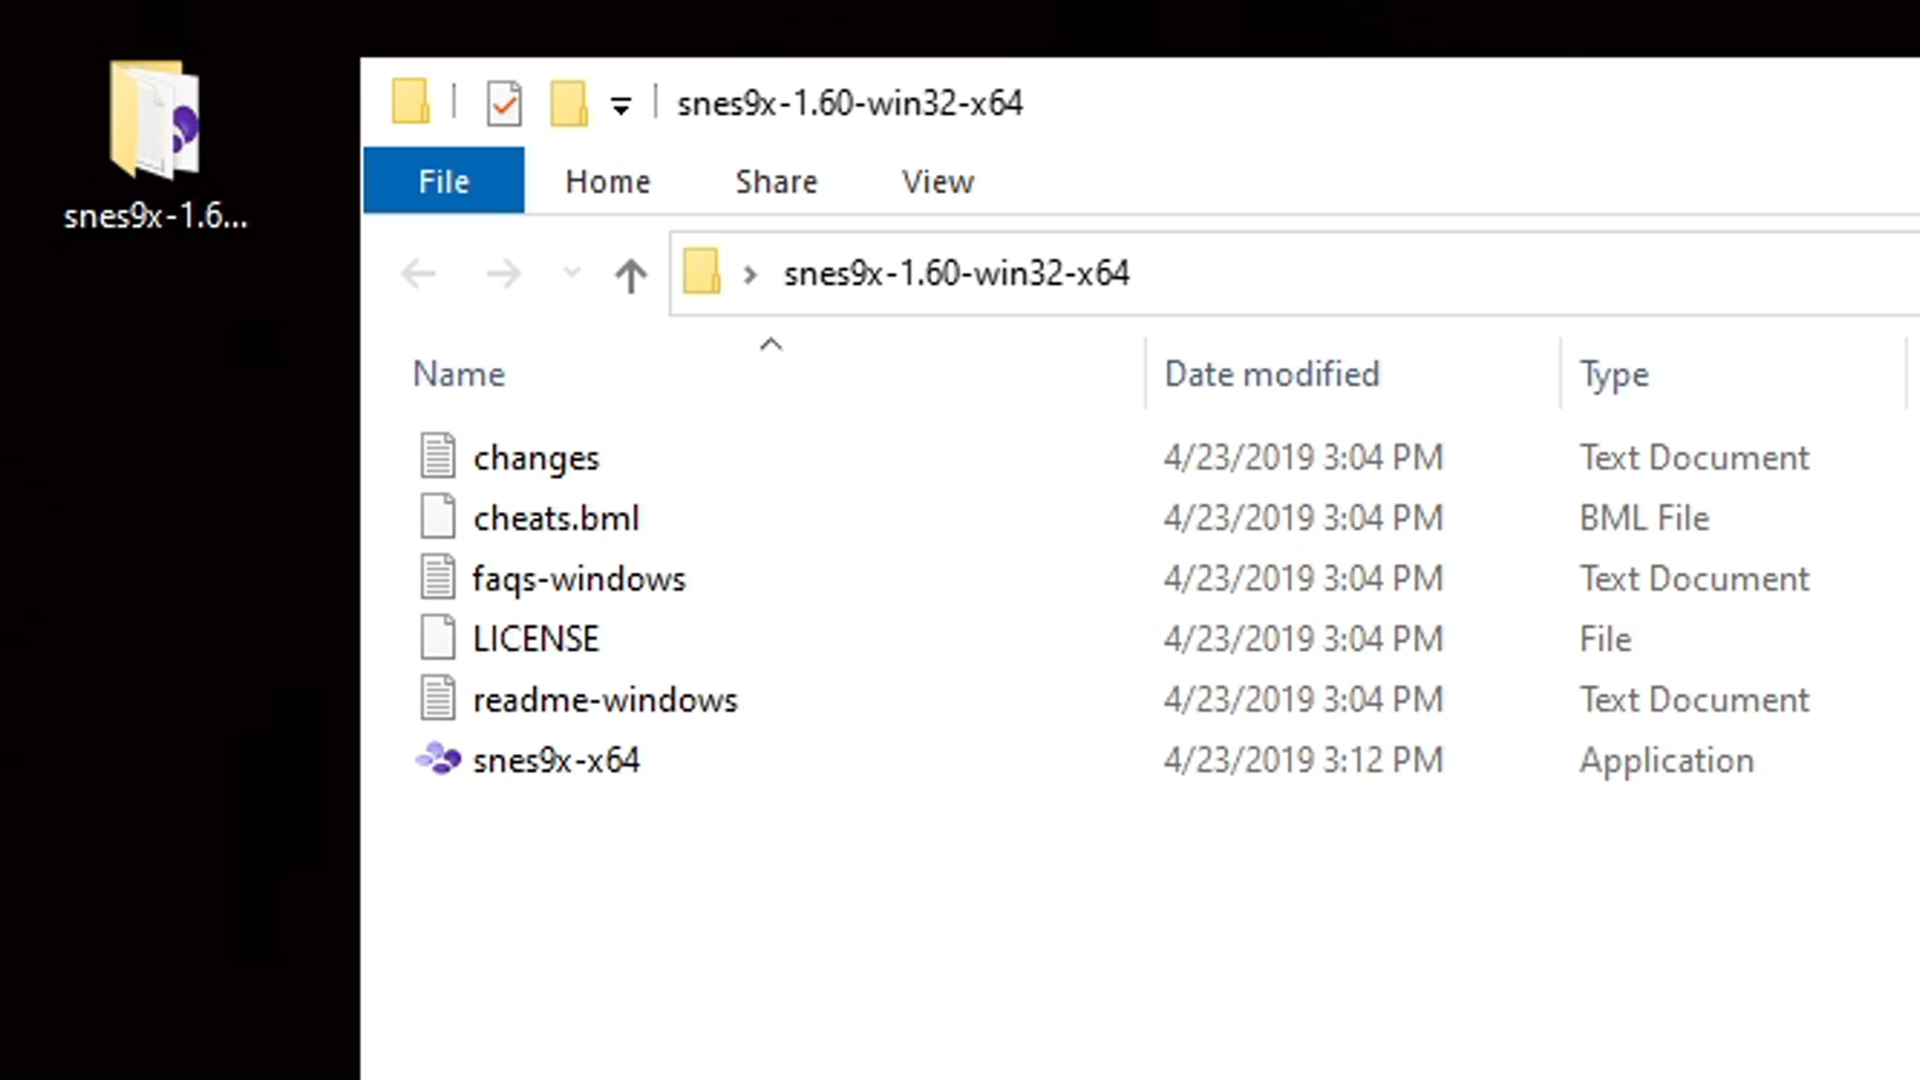 snes9x-1.6...
snes9x-1.60-win32-x64
File Home Share View
snes9x-1.60-win32-x64
Name Date modified Type
changes 4/23/2019 3:04 PM Text Document
cheats.bml 4/23/2019 3:04 PM BML File
faqs-windows 4/23/2019 3:04 PM Text Document
LICENSE 4/23/2019 3:04 PM File
readme-windows 4/23/2019 3:04 PM Text Document
snes9x-x64 4/23/2019 3:12 PM Application